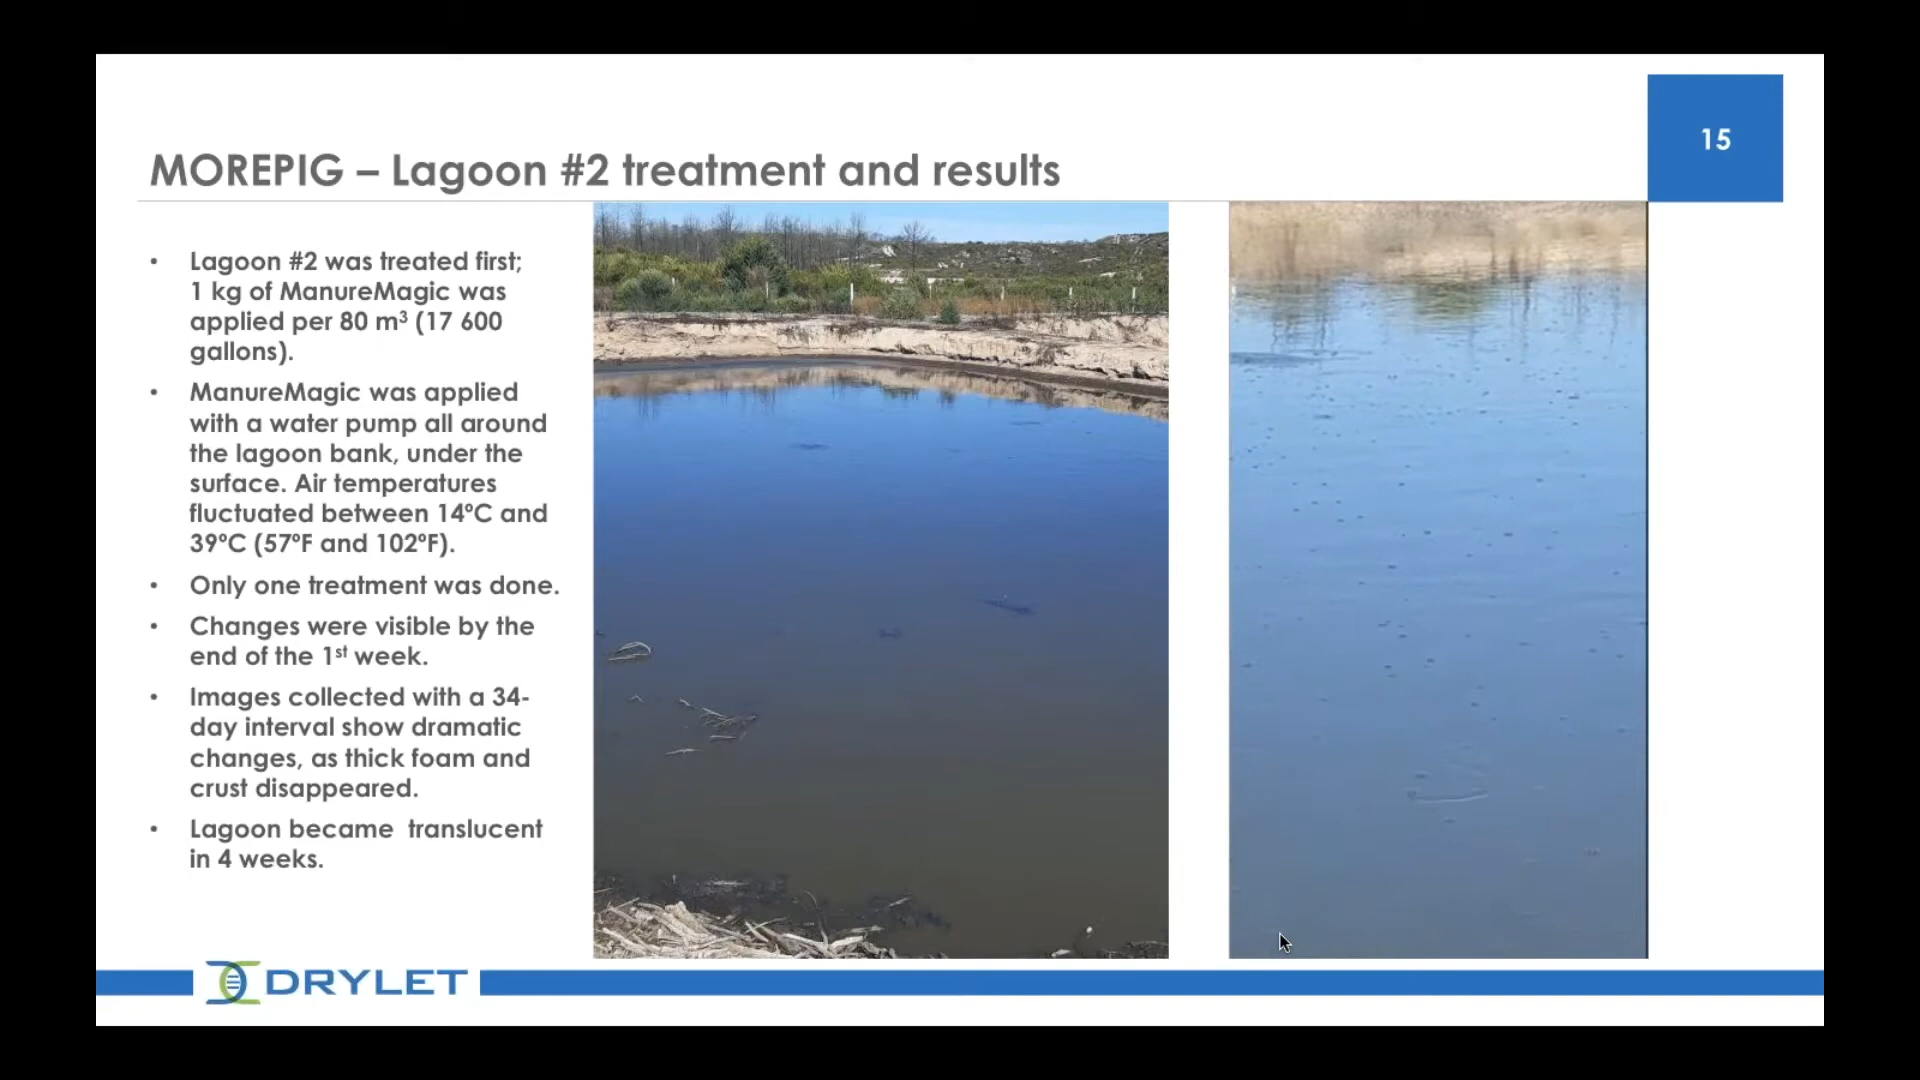 15
MOREPIG – Lagoon #2 treatment and results
• Lagoon #2 was treated first;
1 kg of ManureMagic was
applied per 80 m³ (17 600
gallons).
• ManureMagic was applied
with a water pump all around
the lagoon bank, under the
surface. Air temperatures
fluctuated between 14ºC and
39ºC (57ºF and 102ºF).
• Only one treatment was done.
• Changes were visible by the
end of the 1st week.
• Images collected with a 34-
day interval show dramatic
changes, as thick foam and
crust disappeared.
• Lagoon became  translucent
in 4 weeks.
DRYLET